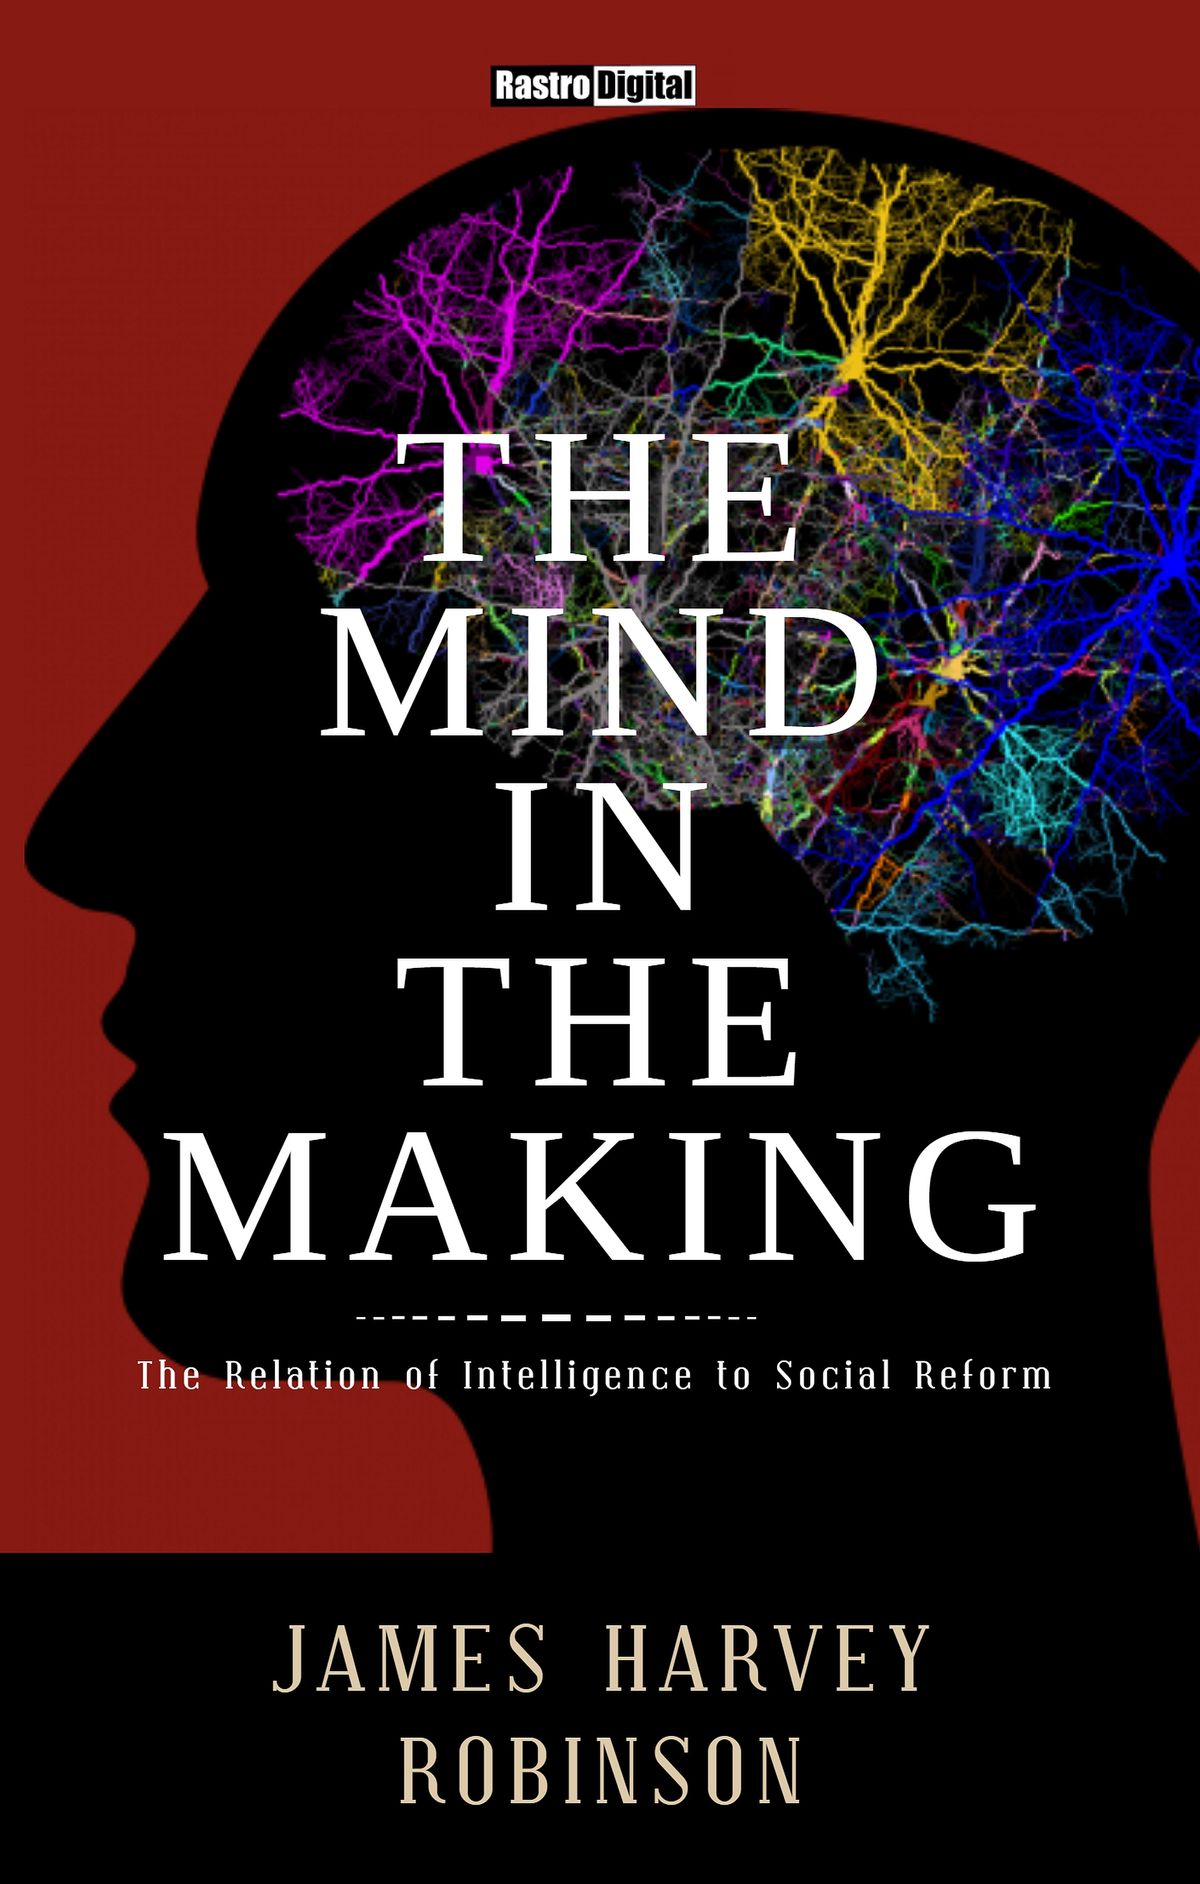 Rastro Digital
THE
MIND
IN
THE
MAKING
The Relation of Intelligence to Social Reform
JAMES HARVEY
ROBINSON